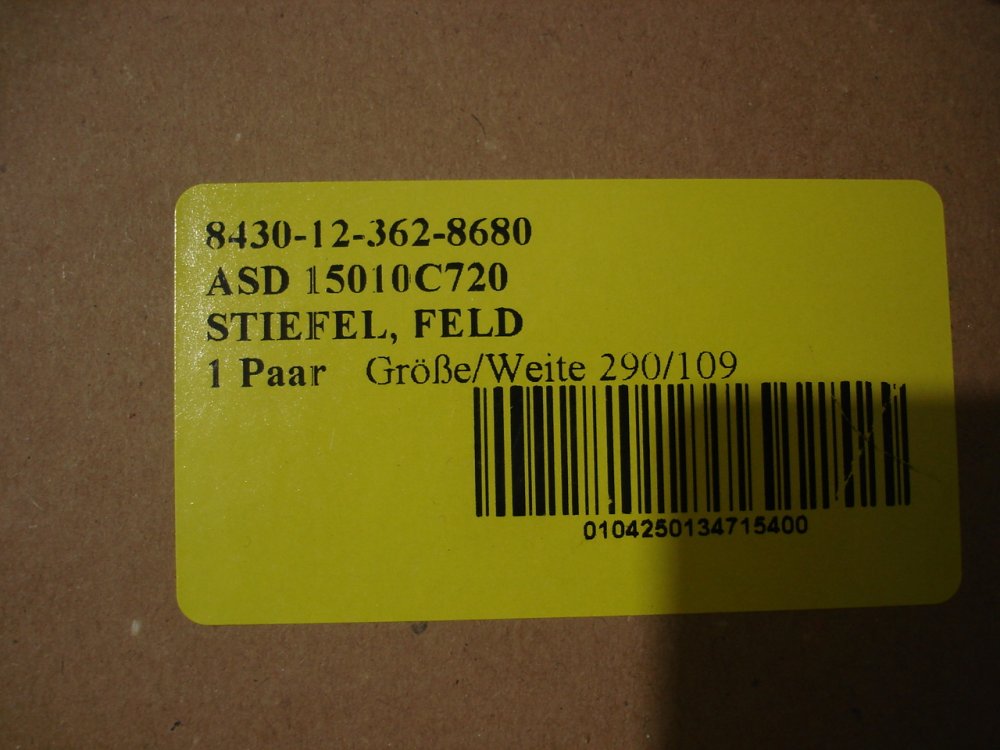 8430-12-362-8680
ASD 15010C720
STIEFEL, FELD
1 Paar Größe/Weite 290/109
0104250134715400